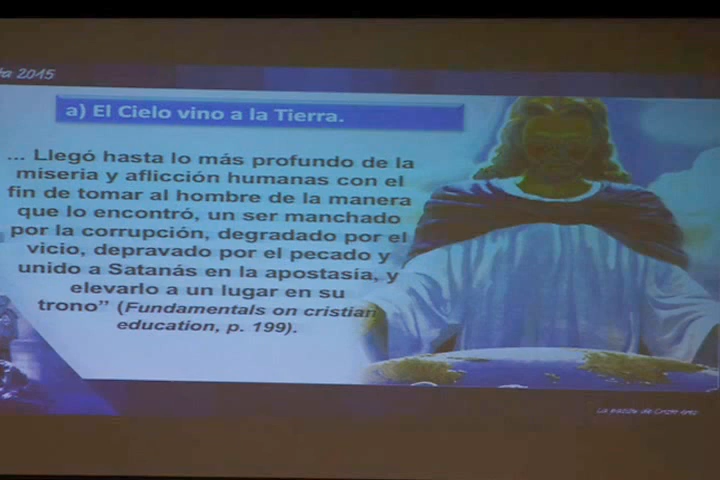 2015
a) El Cielo vino a la Tierra.
... Llegó hasta lo más profundo de la
miseria y aflicción humanas con el
fin de tomar al hombre de la manera
que lo encontró, un ser manchado
por la corrupción, degradado por el
vicio, depravado por el pecado y
unido a Satanás en la apostasía, y
elevarlo a un lugar en su
trono” (Fundamentals on cristian
education, p. 199).
La de Cristo